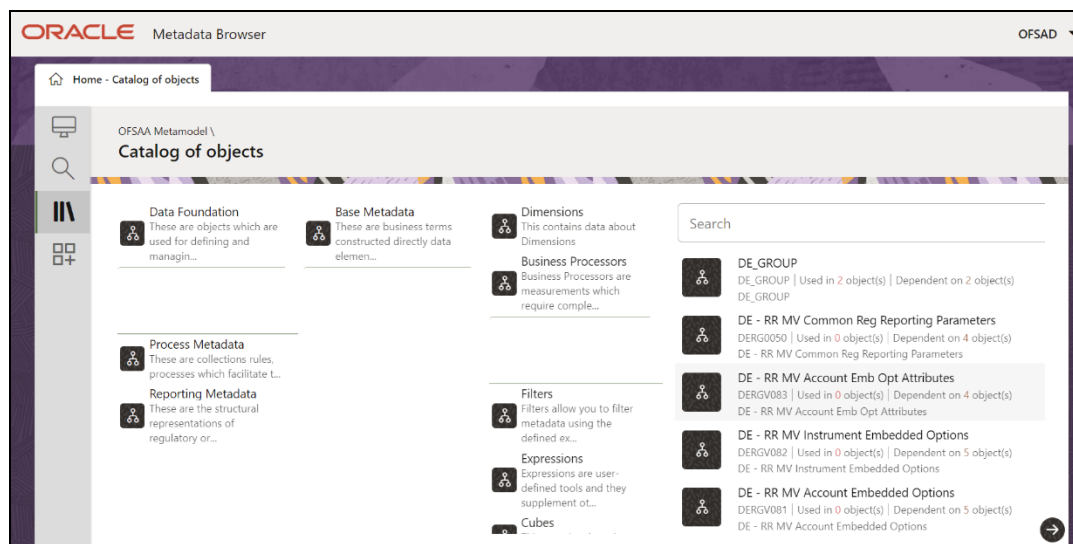 ORACLE Metadata Browser
OFSAD
Home - Catalog of objects
OFSAA Metamodel \
Catalog of objects
Data Foundation
These are objects which are
used for defining and
managin...
Base Metadata
These are business terms
constructed directly data
elemen...
Dimensions
This contains data about
Dimensions
Business Processors
Business Processors are
measurements which
require comple...
Process Metadata
These are collections rules,
processes which facilitate t...
Reporting Metadata
These are the structural
representations of
regulatory or...
Filters
Filters allow you to filter
metadata using the
defined ex...
Expressions
Expressions are user-
defined tools and they
supplement ot...
Cubes
Search
DE_GROUP
DE_GROUP | Used in 2 object(s) | Dependent on 2 object(s)
DE_GROUP
DE - RR MV Common Reg Reporting Parameters
DERG0050 | Used in 0 object(s) | Dependent on 4 object(s)
DE - RR MV Common Reg Reporting Parameters
DE - RR MV Account Emb Opt Attributes
DERGV083 | Used in 0 object(s) | Dependent on 4 object(s)
DE - RR MV Account Emb Opt Attributes
DE - RR MV Instrument Embedded Options
DERGV082 | Used in 0 object(s) | Dependent on 5 object(s)
DE - RR MV Instrument Embedded Options
DE - RR MV Account Embedded Options
DERGV081 | Used in 0 object(s) | Dependent on 5 object(s)
DE - RR MV Account Embedded Options